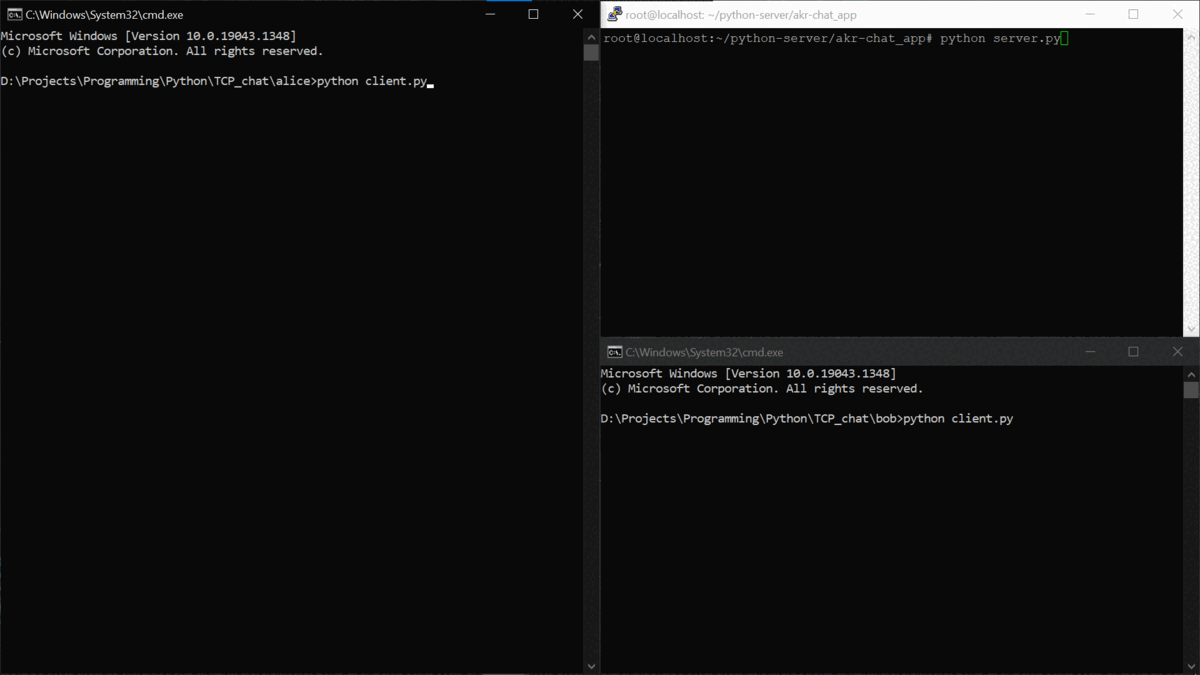 C:\Windows\System32\cmd.exe
Microsoft Windows [Version 10.0.19043.1348]
(c) Microsoft Corporation. All rights reserved.
D:\Projects\Programming\Python\TCP_chat\alice>python client.py
root@localhost: ~/python-server/akr-chat_app
root@localhost:~/python-server/akr-chat_app# python server.py
C:\Windows\System32\cmd.exe
Microsoft Windows [Version 10.0.19043.1348]
(c) Microsoft Corporation. All rights reserved.
D:\Projects\Programming\Python\TCP_chat\bob>python client.py